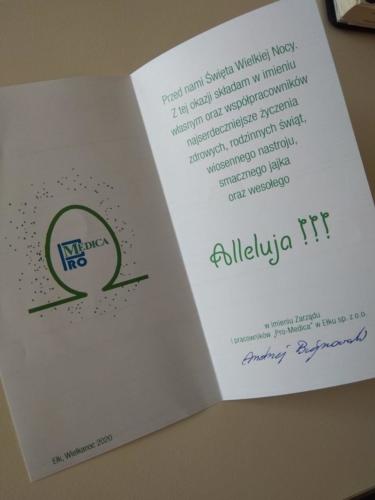 PRO
MEDICA
Ełk, Wielkanoc 2020
Przed nami Święta Wielkiej Nocy.
Z tej okazji składam w imieniu
własnym oraz współpracowników
najserdeczniejsze życzenia
zdrowych, rodzinnych świąt,
wiosennego nastroju,
smacznego jajka
oraz wesołego
Alleluja !!!
w imieniu Zarządu
i pracowników „Pro-Medica” w Ełku sp. z o.o.
Andrzej